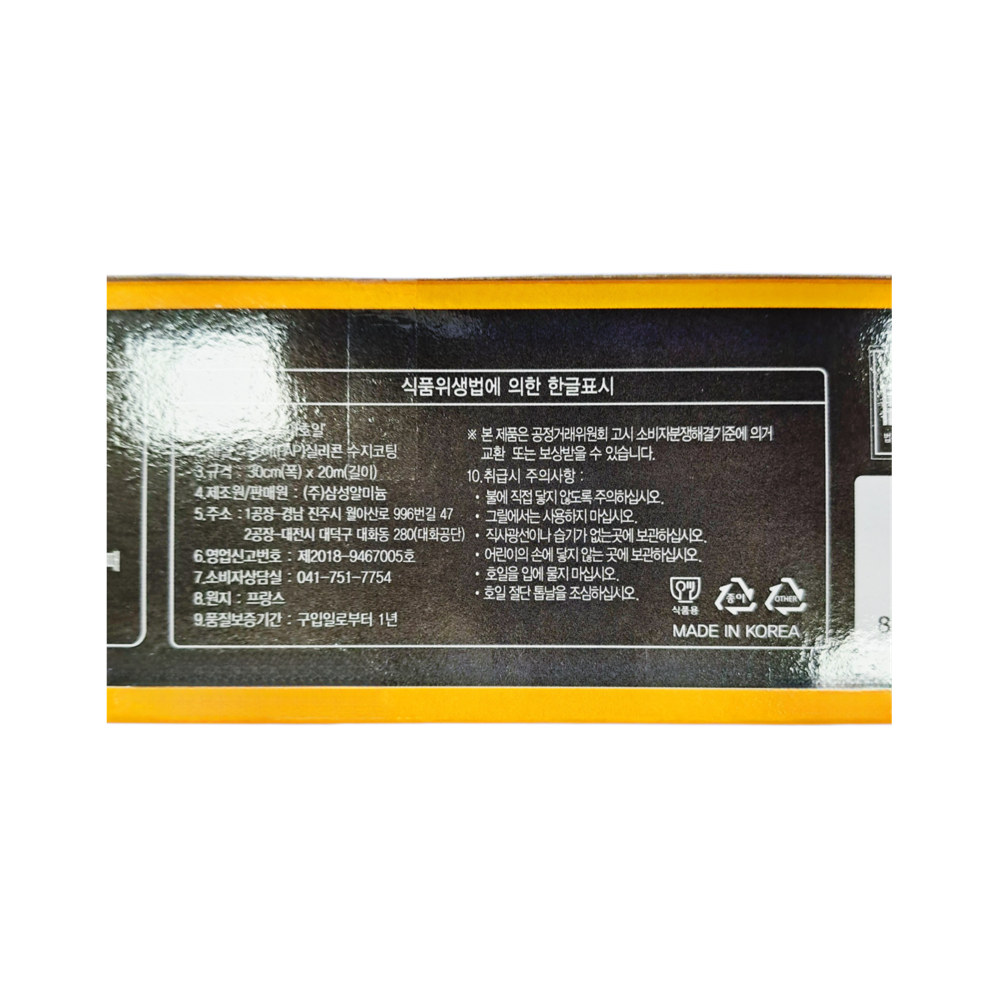 식품위생법에 의한 한글표시
호일
실리콘 수지코팅
3.규격 : 30cm(폭) x 20m(길이)
4.제조원/판매원 : (주)삼성알미늄
5.주소 : 1공장-경남 진주시 월아산로 996번길 47
2공장-대전시 대덕구 대화동 280(대화공단)
6.영업신고번호 : 제2018-9467005호
7.소비자상담실 : 041-751-7754
8.원지 : 프랑스
9.품질보증기간 : 구입일로부터 1년
※ 본 제품은 공정거래위원회 고시 소비자분쟁해결기준에 의거
교환 또는 보상받을 수 있습니다.
10.취급시 주의사항 :
• 불에 직접 닿지 않도록 주의하십시오.
• 그릴에서는 사용하지 마십시오.
• 직사광선이나 습기가 없는곳에 보관하십시오.
• 어린이의 손에 닿지 않는 곳에 보관하십시오.
• 호일을 입에 물지 마십시오.
• 호일 절단 톱날을 조심하십시오.
식품용
종이
OTHER
MADE IN KOREA
8